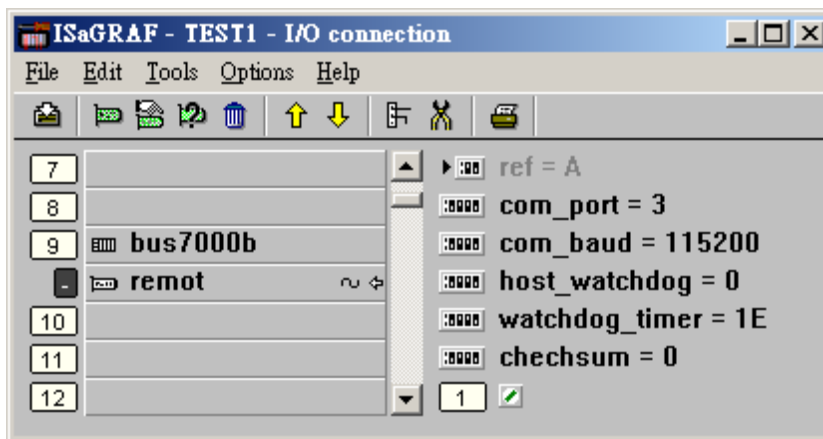 ISaGRAF - TEST1 - I/O connection
File Edit Tools Options Help
7
8
9 bus7000b
- remot
10
11
12
ref = A
com_port = 3
com_baud = 115200
host_watchdog = 0
watchdog_timer = 1E
chechsum = 0
1